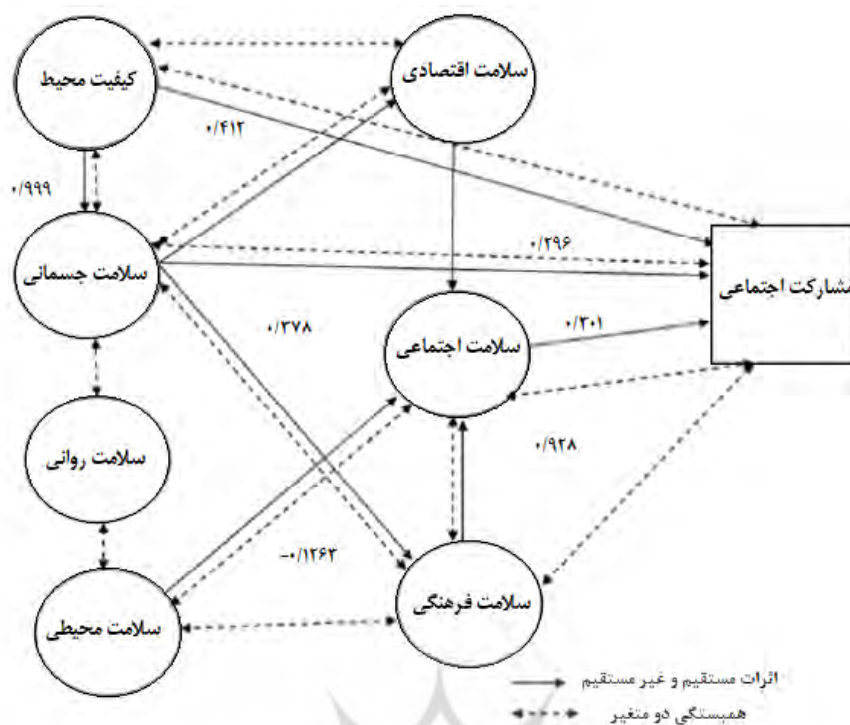 کیفیت محیط
سلامت اقتصادی
۰/۴۱۲
۰/۹۹۹
سلامت جسمانی
۰/۲۹۶
مشارکت اجتماعی
۰/۳۷۸
سلامت اجتماعی
۰/۳۰۱
سلامت روانی
۰/۹۲۸
-۰/۱۲۶۳
سلامت محیطی
سلامت فرهنگی
اثرات مستقیم و غیر مستقیم
همبستگی دو متغیر